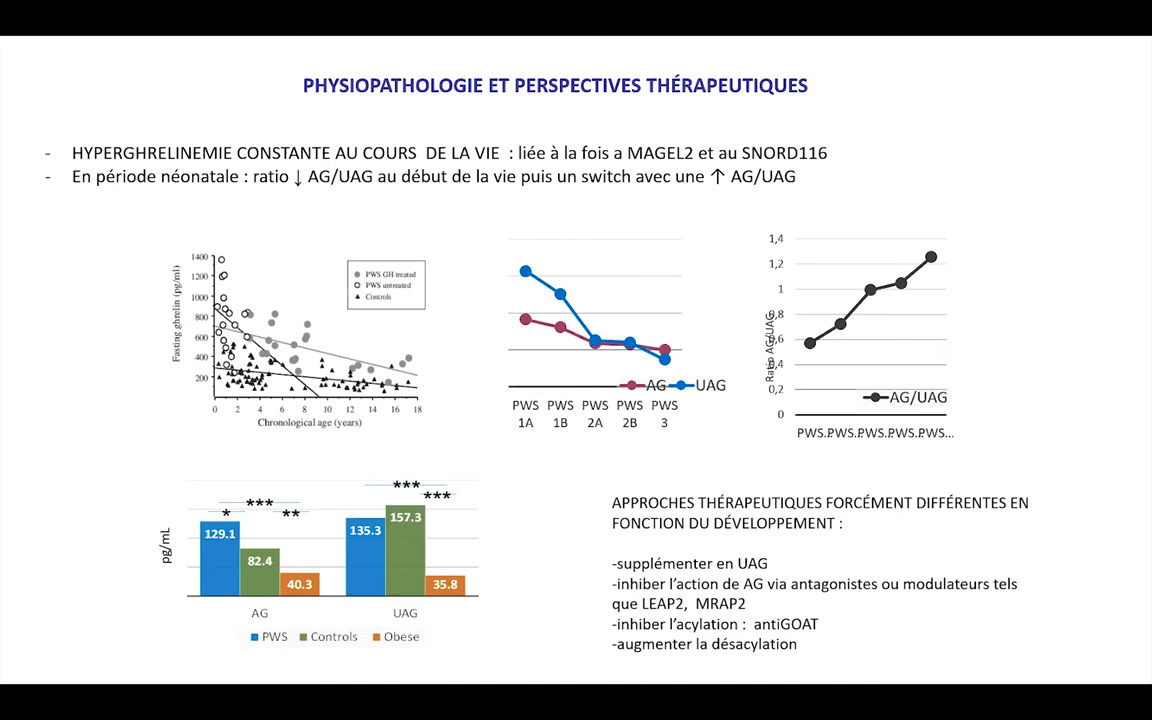 PHYSIOPATHOLOGIE ET PERSPECTIVES THÉRAPEUTIQUES
- HYPERGHRELINEMIE CONSTANTE AU COURS DE LA VIE : liée à la fois a MAGEL2 et au SNORD116
- En période néonatale : ratio ↓ AG/UAG au début de la vie puis un switch avec une ↑ AG/UAG
Fasting ghrelin (pg/ml)
1400
1200
1000
800
600
400
200
PWS GH treated
PWS untreated
Controls
0 2 4 6 8 10 12 14 16 18
Chronological age (years)
AG UAG
PWS PWS PWS PWS PWS
1A 1B 2A 2B 3
Ratio AG/UAG
1,4
1,2
1
0,8
0,6
0,4
0,2
0
AG/UAG
PWS… PWS… PWS… PWS… PWS…
pg/mL
*** ***
* ** ***
129.1 82.4 40.3 135.3 157.3 35.8
AG UAG
PWS Controls Obese
APPROCHES THÉRAPEUTIQUES FORCÉMENT DIFFÉRENTES EN
FONCTION DU DÉVELOPPEMENT :
-supplémenter en UAG
-inhiber l’action de AG via antagonistes ou modulateurs tels
que LEAP2, MRAP2
-inhiber l’acylation : antiGOAT
-augmenter la désacylation